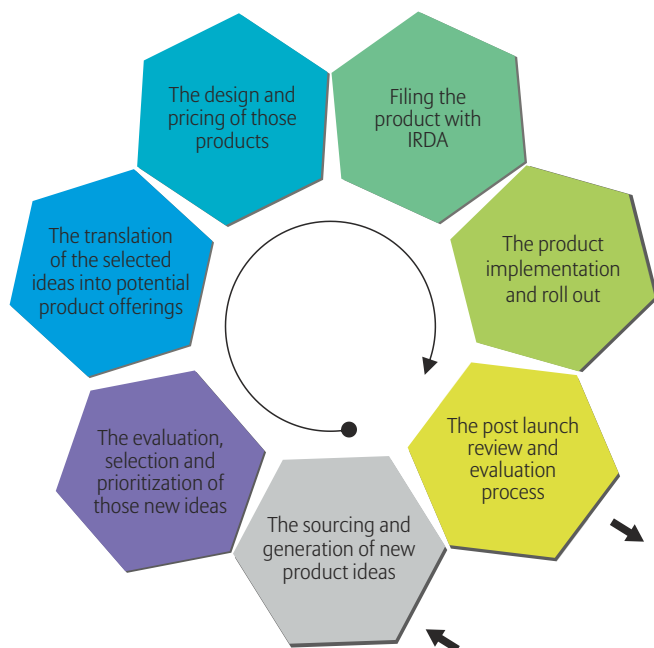 The design and
pricing of those
products
Filing the
product with
IRDA
The translation
of the selected
ideas into potential
product offerings
The product
implementation
and roll out
The evaluation,
selection and
prioritization of
those new ideas
The post launch
review and
evaluation
process
The sourcing and
generation of new
product ideas